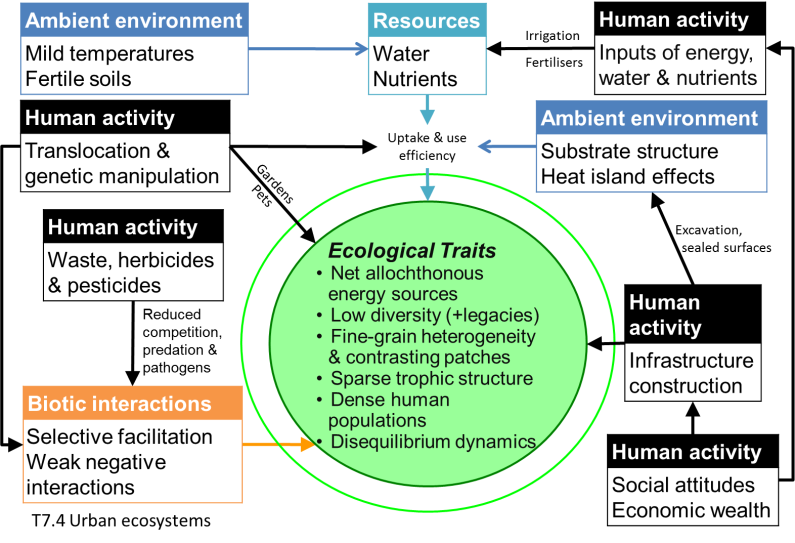 Ambient environment
Mild temperatures
Fertile soils
Resources
Water
Nutrients
Irrigation
Fertilisers
Human activity
Inputs of energy,
water & nutrients
Human activity
Translocation &
genetic manipulation
Uptake & use
efficiency
Ambient environment
Substrate structure
Heat island effects
Gardens
Pets
Excavation,
sealed surfaces
Human activity
Waste, herbicides
& pesticides
Reduced
competition,
predation &
pathogens
Ecological Traits
• Net allochthonous
energy sources
• Low diversity (+legacies)
• Fine-grain heterogeneity
& contrasting patches
• Sparse trophic structure
• Dense human
populations
• Disequilibrium dynamics
Human
activity
Infrastructure
construction
Biotic interactions
Selective facilitation
Weak negative
interactions
Human activity
Social attitudes
Economic wealth
T7.4 Urban ecosystems